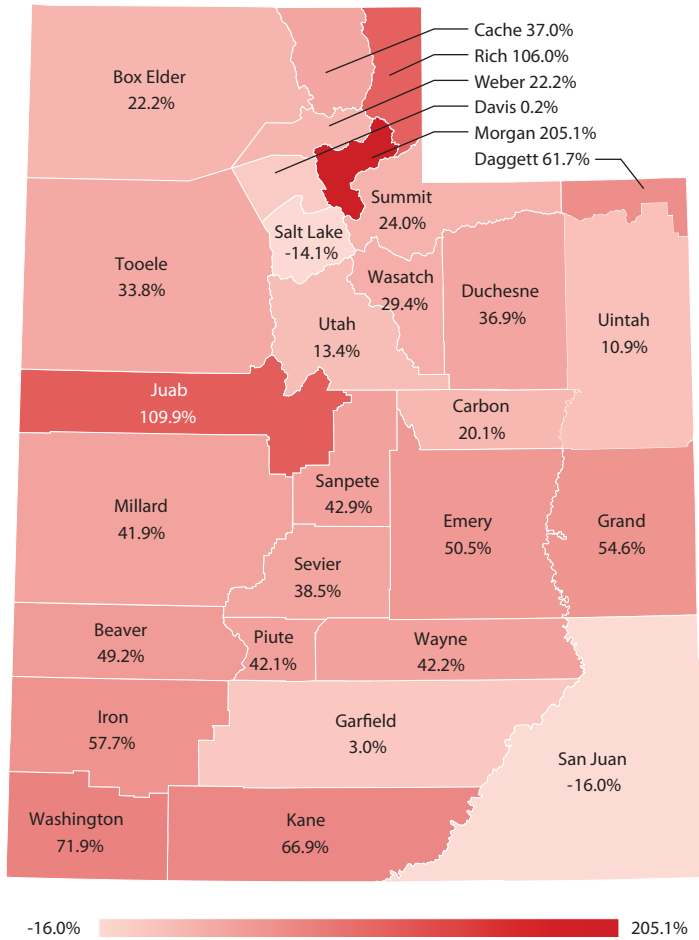 Cache 37.0%
Rich 106.0%
Weber 22.2%
Davis 0.2%
Morgan 205.1%
Daggett 61.7%
Box Elder
22.2%
Summit
24.0%
Salt Lake
-14.1%
Tooele
33.8%
Wasatch
29.4%
Duchesne
36.9%
Uintah
10.9%
Utah
13.4%
Juab
109.9%
Carbon
20.1%
Sanpete
42.9%
Millard
41.9%
Emery
50.5%
Grand
54.6%
Sevier
38.5%
Beaver
49.2%
Piute
42.1%
Wayne
42.2%
Iron
57.7%
Garfield
3.0%
San Juan
-16.0%
Washington
71.9%
Kane
66.9%
-16.0%
205.1%